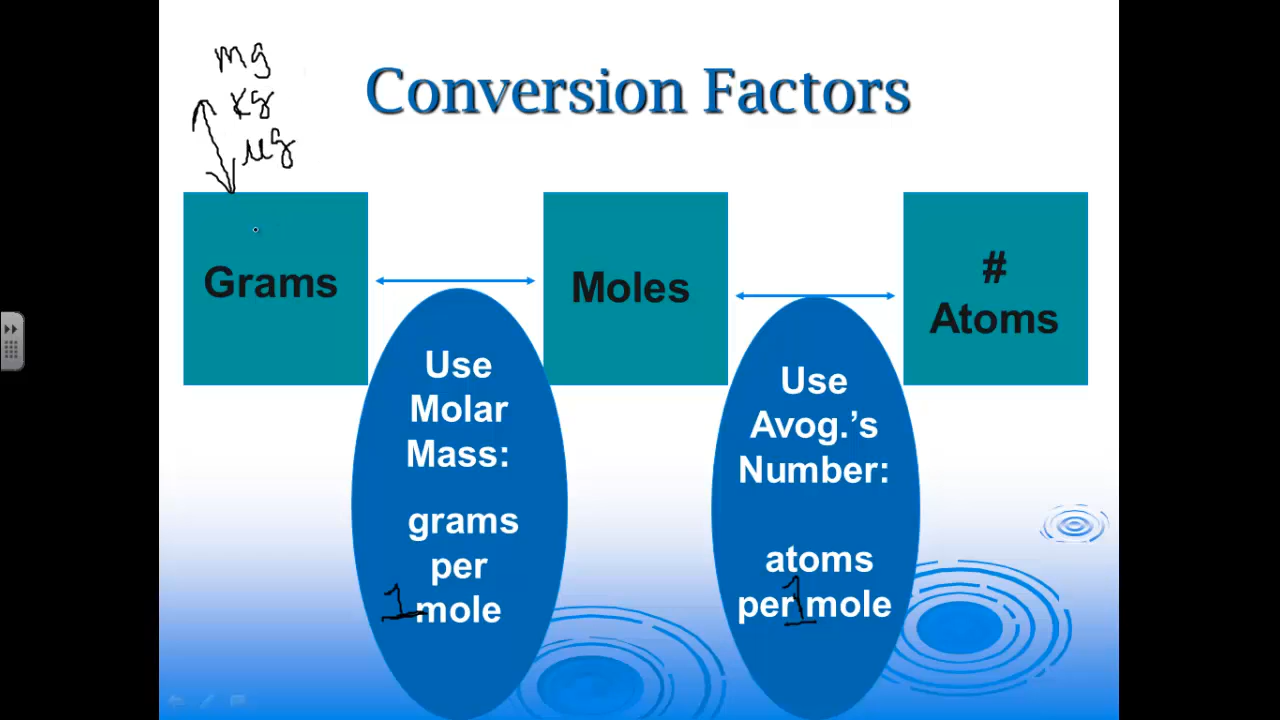 mg
kg
µg
Conversion Factors
Grams
Moles
#
Atoms
Use
Molar
Mass:
grams
per
1 mole
Use
Avog.’s
Number:
atoms
per 1 mole